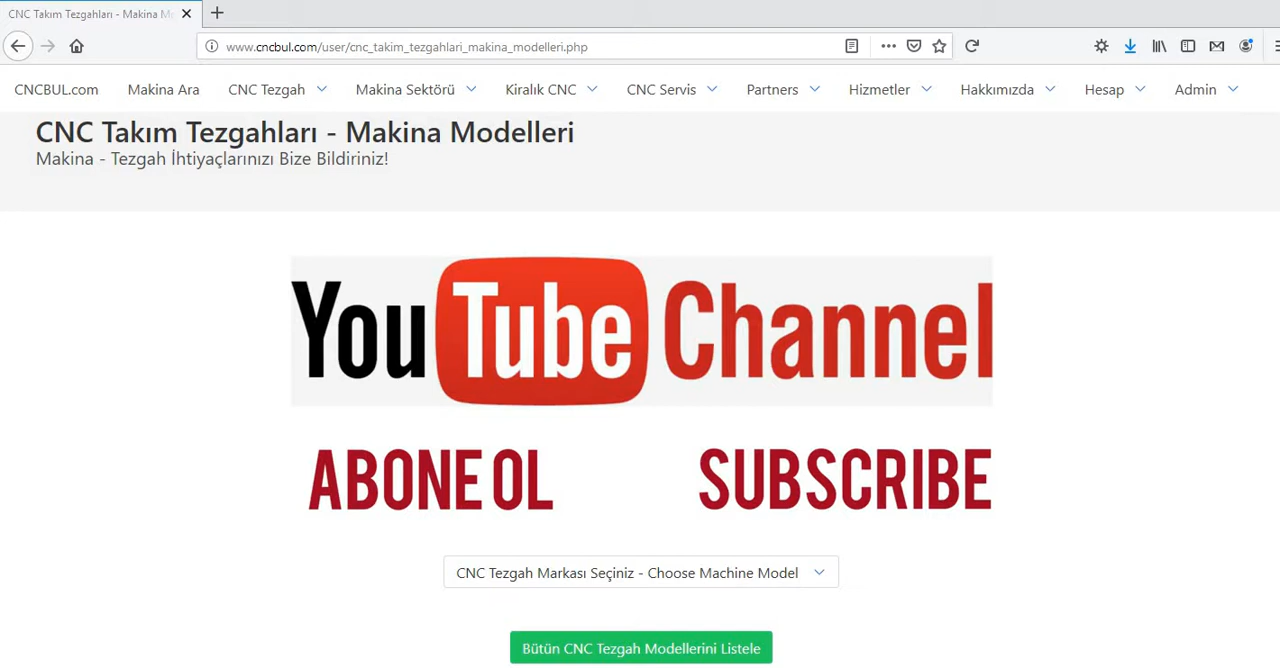 CNC Takım Tezgahları - Makina M
www.cncbul.com/user/cnc_takim_tezgahlari_makina_modelleri.php
CNCBUL.com Makina Ara CNC Tezgah Makina Sektörü Kiralık CNC CNC Servis Partners Hizmetler Hakkımızda Hesap Admin
CNC Takım Tezgahları - Makina Modelleri
Makina - Tezgah İhtiyaçlarınızı Bize Bildiriniz!
YouTube Channel
ABONE OL SUBSCRIBE
CNC Tezgah Markası Seçiniz - Choose Machine Model
Bütün CNC Tezgah Modellerini Listele